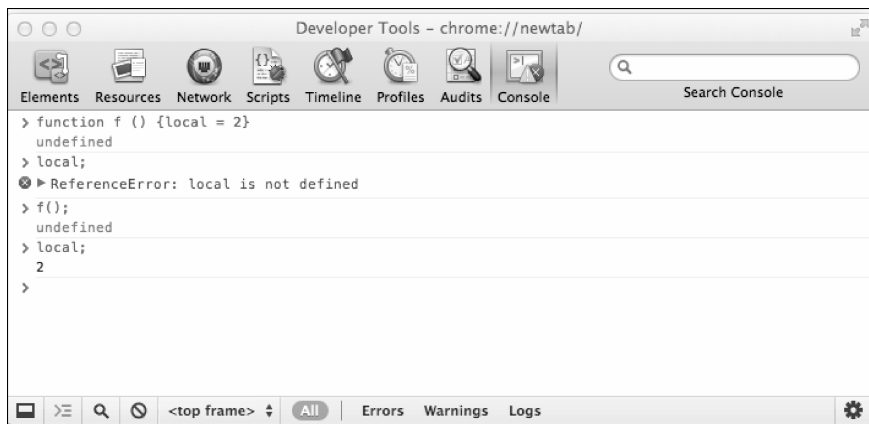 Developer Tools - chrome://newtab/
Elements Resources Network Scripts Timeline Profiles Audits Console Search Console
> function f () {local = 2}
undefined
> local;
ReferenceError: local is not defined
> f();
undefined
> local;
2
>
<top frame> All Errors Warnings Logs